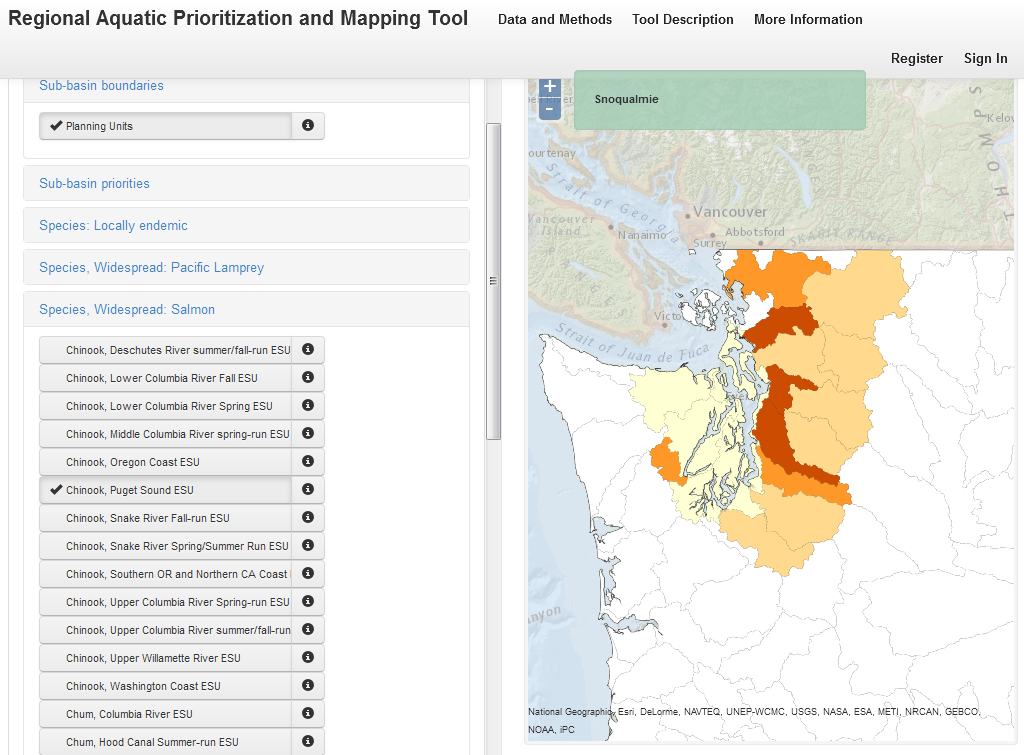 Regional Aquatic Prioritization and Mapping Tool
Data and Methods
Tool Description
More Information
Register
Sign In
Sub-basin boundaries
Planning Units
Sub-basin priorities
Species: Locally endemic
Species, Widespread: Pacific Lamprey
Species, Widespread: Salmon
Chinook, Deschutes River summer/fall-run ESU
Chinook, Lower Columbia River Fall ESU
Chinook, Lower Columbia River Spring ESU
Chinook, Middle Columbia River spring-run ESU
Chinook, Oregon Coast ESU
Chinook, Puget Sound ESU
Chinook, Snake River Fall-run ESU
Chinook, Snake River Spring/Summer Run ESU
Chinook, Southern OR and Northern CA Coast
Chinook, Upper Columbia River Spring-run ESU
Chinook, Upper Columbia River summer/fall-run
Chinook, Upper Willamette River ESU
Chinook, Washington Coast ESU
Chum, Columbia River ESU
Chum, Hood Canal Summer-run ESU
+
-
Snoqualmie
Kelov
ourtenay
Strait of Georgia
Vancouver
Vancouver
Island
Nanaimo
Abbotsford
Surrey
SKAGIT RANGE
Victo
Strait of Juan de Fuca
anyon
National Geographic, Esri, DeLorme, NAVTEQ, UNEP-WCMC, USGS, NASA, ESA, METI, NRCAN, GEBCO,
NOAA, iPC